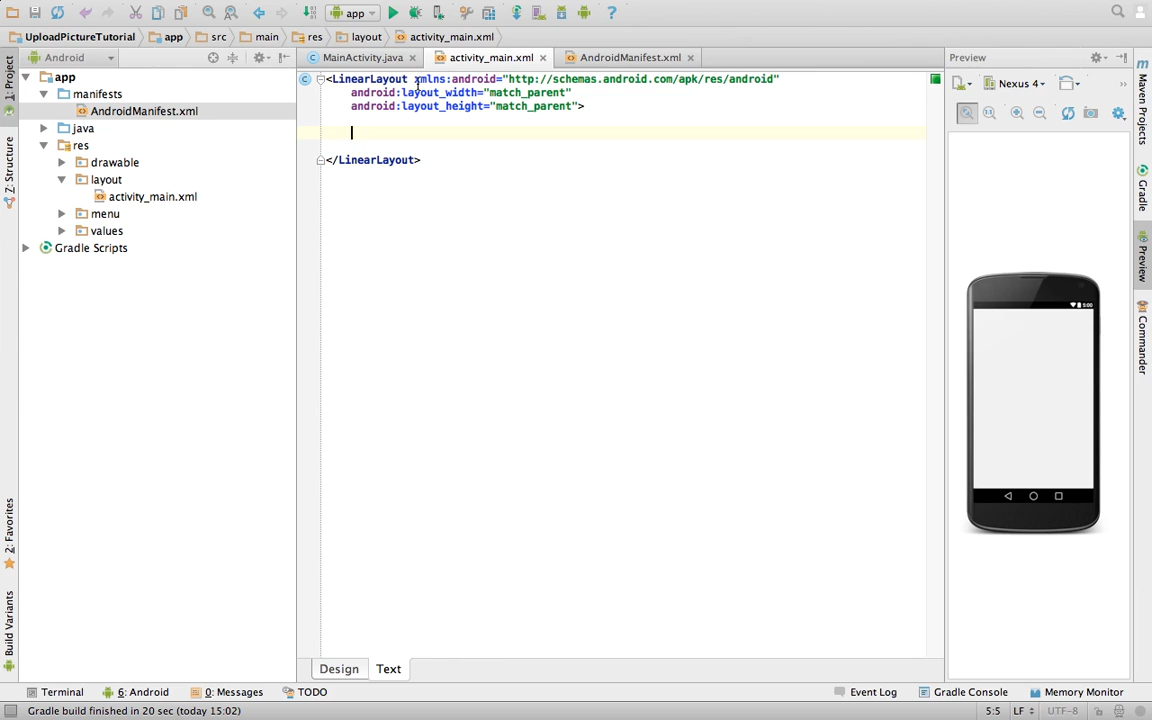 app
UploadPictureTutorial app src main res layout activity_main.xml
Android
MainActivity.java activity_main.xml AndroidManifest.xml
Preview
app
manifests
AndroidManifest.xml
java
res
drawable
layout
activity_main.xml
menu
values
Gradle Scripts
<LinearLayout xmlns:android="http://schemas.android.com/apk/res/android"
android:layout_width="match_parent"
android:layout_height="match_parent">
</LinearLayout>
Nexus 4
5:00
1: Project
Z: Structure
2: Favorites
Build Variants
Maven Projects
Gradle
Preview
Commander
Design Text
Terminal 6: Android 0: Messages TODO Event Log Gradle Console Memory Monitor
Gradle build finished in 20 sec (today 15:02) 5:5 LF UTF-8